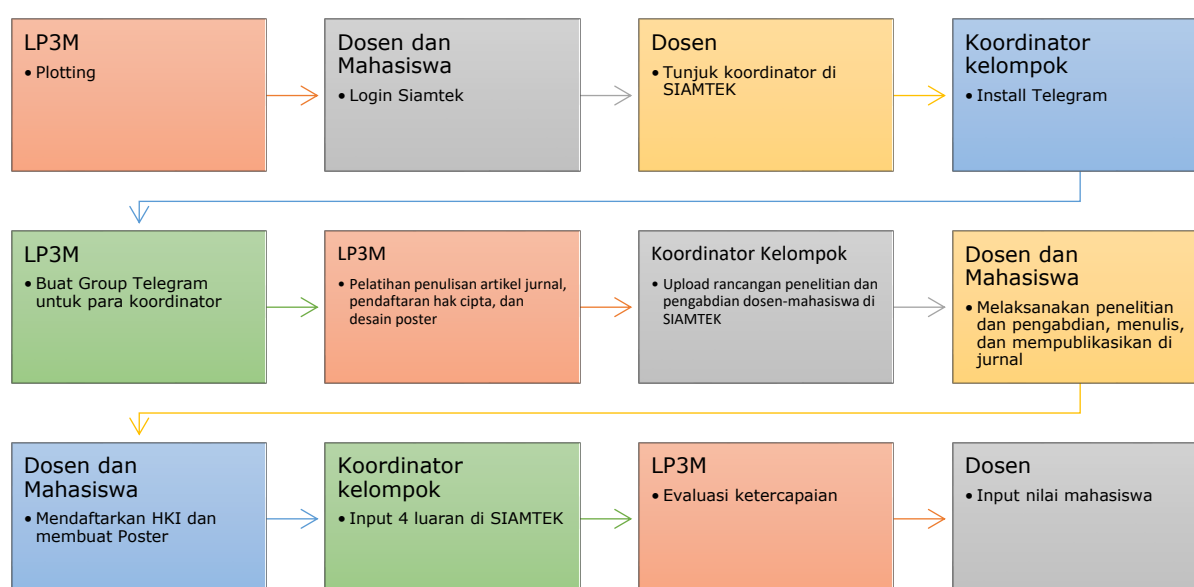 LP3M
• Plotting
Dosen dan
Mahasiswa
• Login Siamtek
Dosen
• Tunjuk koordinator di
SIAMTEK
Koordinator
kelompok
• Install Telegram
LP3M
• Buat Group Telegram
untuk para koordinator
LP3M
• Pelatihan penulisan artikel jurnal,
pendaftaran hak cipta, dan
desain poster
Koordinator Kelompok
• Upload rancangan penelitian dan
pengabdian dosen-mahasiswa di
SIAMTEK
Dosen dan
Mahasiswa
• Melaksanakan penelitian
dan pengabdian, menulis,
dan mempublikasikan di
jurnal
Dosen dan
Mahasiswa
• Mendaftarkan HKI dan
membuat Poster
Koordinator
kelompok
• Input 4 luaran di SIAMTEK
LP3M
• Evaluasi ketercapaian
Dosen
• Input nilai mahasiswa